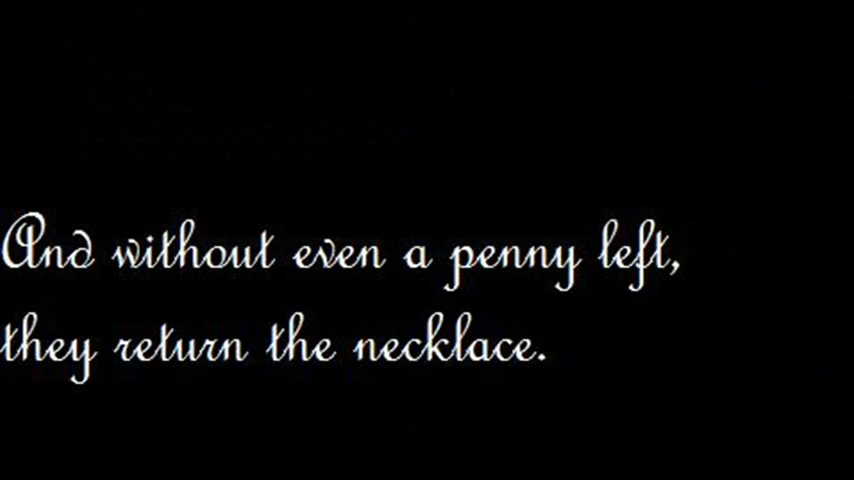 And without even a penny left,
they return the necklace.